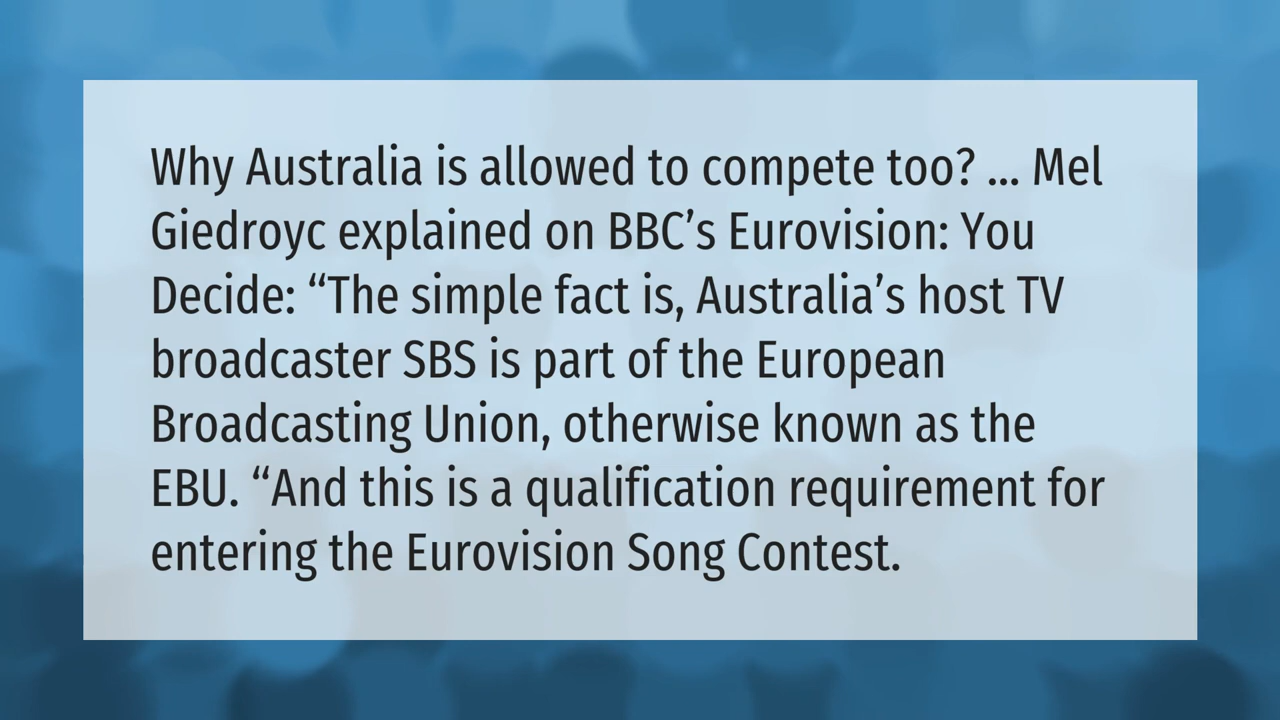 Why Australia is allowed to compete too? ... Mel
Giedroyc explained on BBC’s Eurovision: You
Decide: “The simple fact is, Australia’s host TV
broadcaster SBS is part of the European
Broadcasting Union, otherwise known as the
EBU. “And this is a qualification requirement for
entering the Eurovision Song Contest.